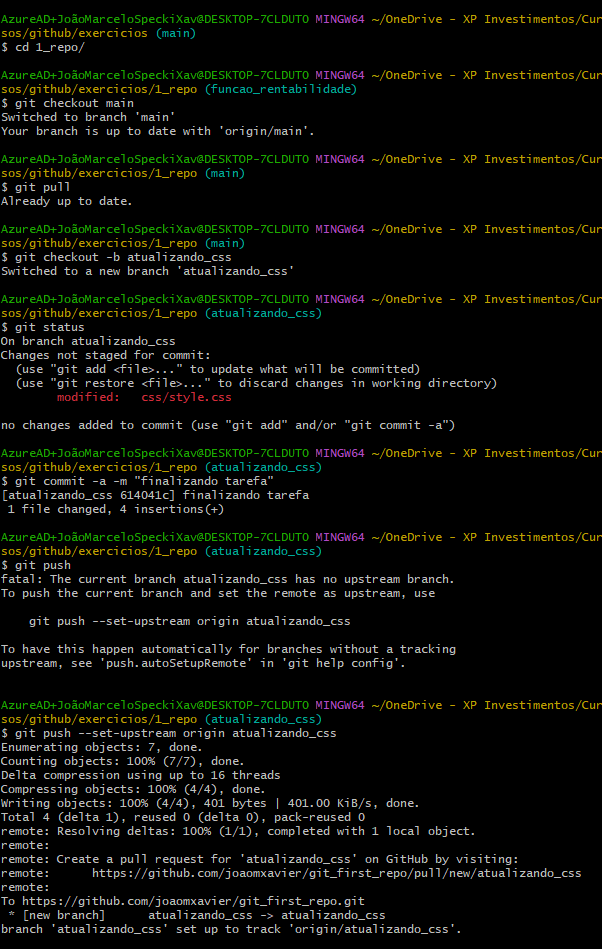 AzureAD+JoãoMarceloSpeckiXav@DESKTOP-7CLDUTO MINGW64 ~/OneDrive - XP Investimentos/Cur
sos/github/exercicios (main)
$ cd 1_repo/
AzureAD+JoãoMarceloSpeckiXav@DESKTOP-7CLDUTO MINGW64 ~/OneDrive - XP Investimentos/Cur
sos/github/exercicios/1_repo (funcao_rentabilidade)
$ git checkout main
Switched to branch 'main'
Your branch is up to date with 'origin/main'.
AzureAD+JoãoMarceloSpeckiXav@DESKTOP-7CLDUTO MINGW64 ~/OneDrive - XP Investimentos/Cur
sos/github/exercicios/1_repo (main)
$ git pull
Already up to date.
AzureAD+JoãoMarceloSpeckiXav@DESKTOP-7CLDUTO MINGW64 ~/OneDrive - XP Investimentos/Cur
sos/github/exercicios/1_repo (main)
$ git checkout -b atualizando_css
Switched to a new branch 'atualizando_css'
AzureAD+JoãoMarceloSpeckiXav@DESKTOP-7CLDUTO MINGW64 ~/OneDrive - XP Investimentos/Cur
sos/github/exercicios/1_repo (atualizando_css)
$ git status
On branch atualizando_css
Changes not staged for commit:
  (use "git add <file>..." to update what will be committed)
  (use "git restore <file>..." to discard changes in working directory)
        modified:   css/style.css
no changes added to commit (use "git add" and/or "git commit -a")
AzureAD+JoãoMarceloSpeckiXav@DESKTOP-7CLDUTO MINGW64 ~/OneDrive - XP Investimentos/Cur
sos/github/exercicios/1_repo (atualizando_css)
$ git commit -a -m "finalizando tarefa"
[atualizando_css 614041c] finalizando tarefa
 1 file changed, 4 insertions(+)
AzureAD+JoãoMarceloSpeckiXav@DESKTOP-7CLDUTO MINGW64 ~/OneDrive - XP Investimentos/Cur
sos/github/exercicios/1_repo (atualizando_css)
$ git push
fatal: The current branch atualizando_css has no upstream branch.
To push the current branch and set the remote as upstream, use
    git push --set-upstream origin atualizando_css
To have this happen automatically for branches without a tracking
upstream, see 'push.autoSetupRemote' in 'git help config'.
AzureAD+JoãoMarceloSpeckiXav@DESKTOP-7CLDUTO MINGW64 ~/OneDrive - XP Investimentos/Cur
sos/github/exercicios/1_repo (atualizando_css)
$ git push --set-upstream origin atualizando_css
Enumerating objects: 7, done.
Counting objects: 100% (7/7), done.
Delta compression using up to 16 threads
Compressing objects: 100% (4/4), done.
Writing objects: 100% (4/4), 401 bytes | 401.00 KiB/s, done.
Total 4 (delta 1), reused 0 (delta 0), pack-reused 0
remote: Resolving deltas: 100% (1/1), completed with 1 local object.
remote:
remote: Create a pull request for 'atualizando_css' on GitHub by visiting:
remote:      https://github.com/joaomxavier/git_first_repo/pull/new/atualizando_css
remote:
To https://github.com/joaomxavier/git_first_repo.git
 * [new branch]      atualizando_css -> atualizando_css
branch 'atualizando_css' set up to track 'origin/atualizando_css'.